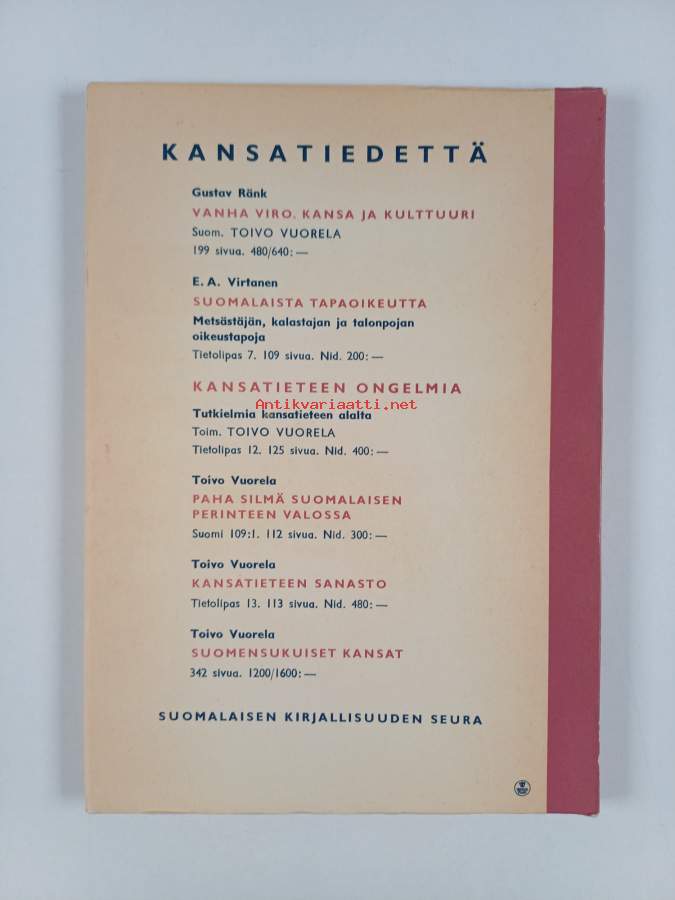 KANSATIEDETTÄ
Gustav Ränk
VANHA VIRO. KANSA JA KULTTUURI
Suom. TOIVO VUORELA
199 sivua. 480/640:—
E. A. Virtanen
SUOMALAISTA TAPAOIKEUTTA
Metsästäjän, kalastajan ja talonpojan
oikeustapoja
Tietolipas 7. 109 sivua. Nid. 200:—
KANSATIETEEN ONGELMIA
Antikvariaatti.net
Tutkielmia kansatieteen alalta
Toim. TOIVO VUORELA
Tietolipas 12. 125 sivua. Nid. 400:—
Toivo Vuorela
PAHA SILMÄ SUOMALAISEN
PERINTEEN VALOSSA
Suomi 109:1. 112 sivua. Nid. 300:—
Toivo Vuorela
KANSATIETEEN SANASTO
Tietolipas 13. 113 sivua. Nid. 480:—
Toivo Vuorela
SUOMENSUKUISET KANSAT
342 sivua. 1200/1600:—
SUOMALAISEN KIRJALLISUUDEN SEURA